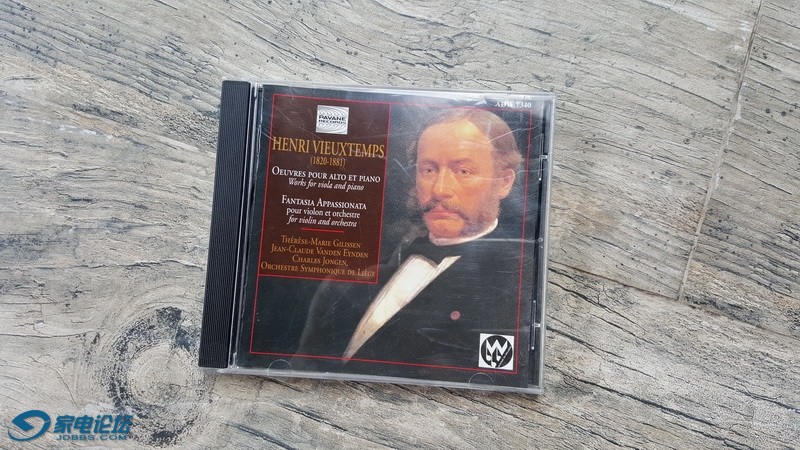 ADW 7340
PAVANE
RECORDS
HENRI VIEUXTEMPS
(1820-1881)
OEUVRES POUR ALTO ET PIANO
Works for viola and piano
FANTASIA APPASSIONATA
pour violon et orchestre
for violin and orchestra
THÉRÈSE-MARIE GILISSEN
JEAN-CLAUDE VANDEN EYNDEN
CHARLES JONGEN,
ORCHESTRE SYMPHONIQUE DE LIÈGE
家电论坛
JDBBS.COM